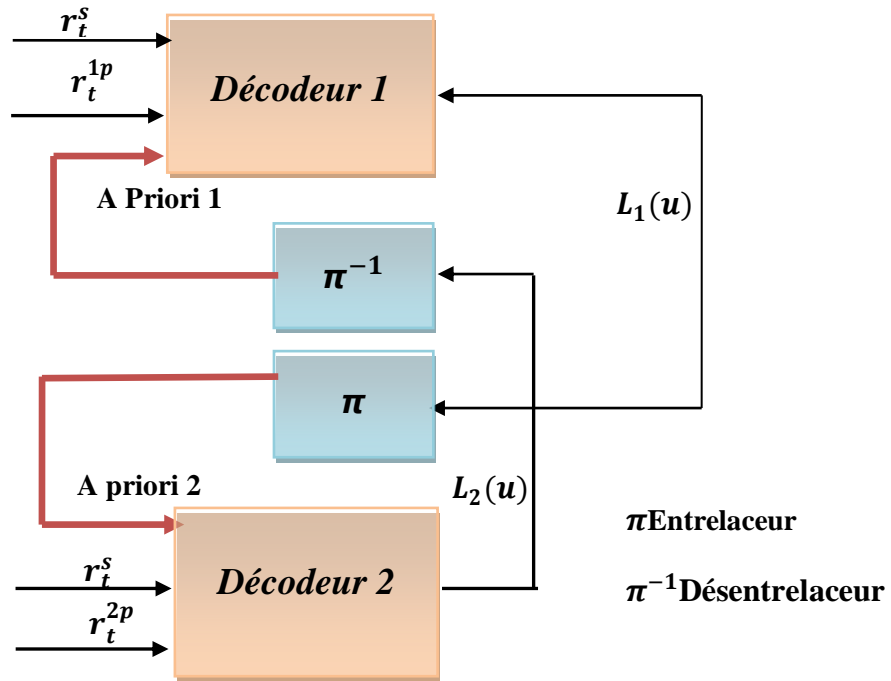 r_t^s
r_t^{1p}
Décodeur 1
A Priori 1
L_1(u)
π^{-1}
π
A priori 2
L_2(u)
r_t^s
r_t^{2p}
Décodeur 2
πEntrelaceur
π^{-1}Désentrelaceur